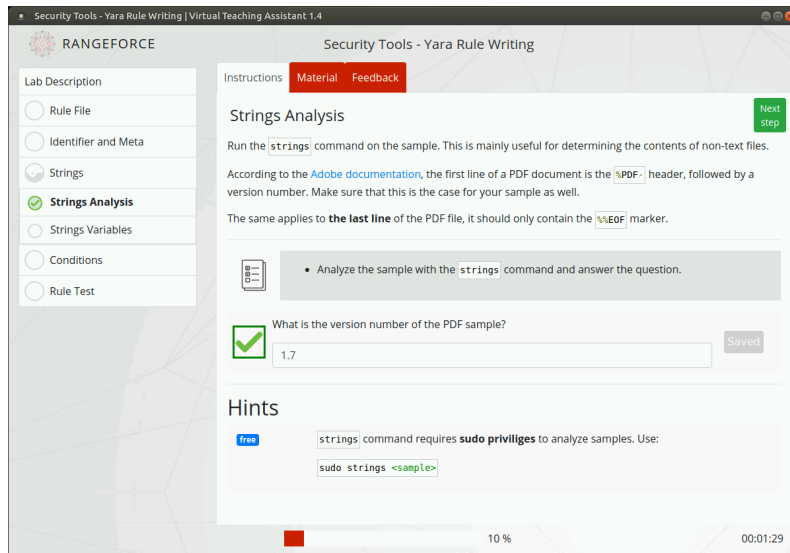 Security Tools - Yara Rule Writing | Virtual Teaching Assistant 1.4
RANGEFORCE
Security Tools - Yara Rule Writing
Lab Description
Rule File
Identifier and Meta
Strings
Strings Analysis
Strings Variables
Conditions
Rule Test
Instructions Material Feedback
Strings Analysis
Next
step
Run the strings command on the sample. This is mainly useful for determining the contents of non-text files.
According to the Adobe documentation, the first line of a PDF document is the %PDF- header, followed by a
version number. Make sure that this is the case for your sample as well.
The same applies to the last line of the PDF file, it should only contain the %%EOF marker.
• Analyze the sample with the strings command and answer the question.
What is the version number of the PDF sample?
1.7
Saved
Hints
free
strings command requires sudo priviliges to analyze samples. Use:
sudo strings <sample>
10 %
00:01:29